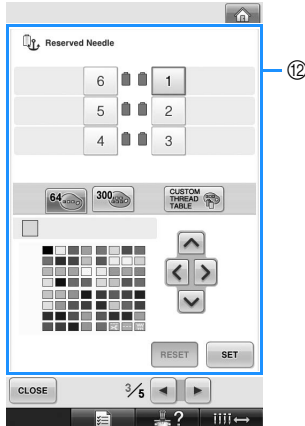 Reserved Needle
6 1
5 2
4 3
64 300 CUSTOM THREAD TABLE
RESET SET
CLOSE 3/5
?
⑫